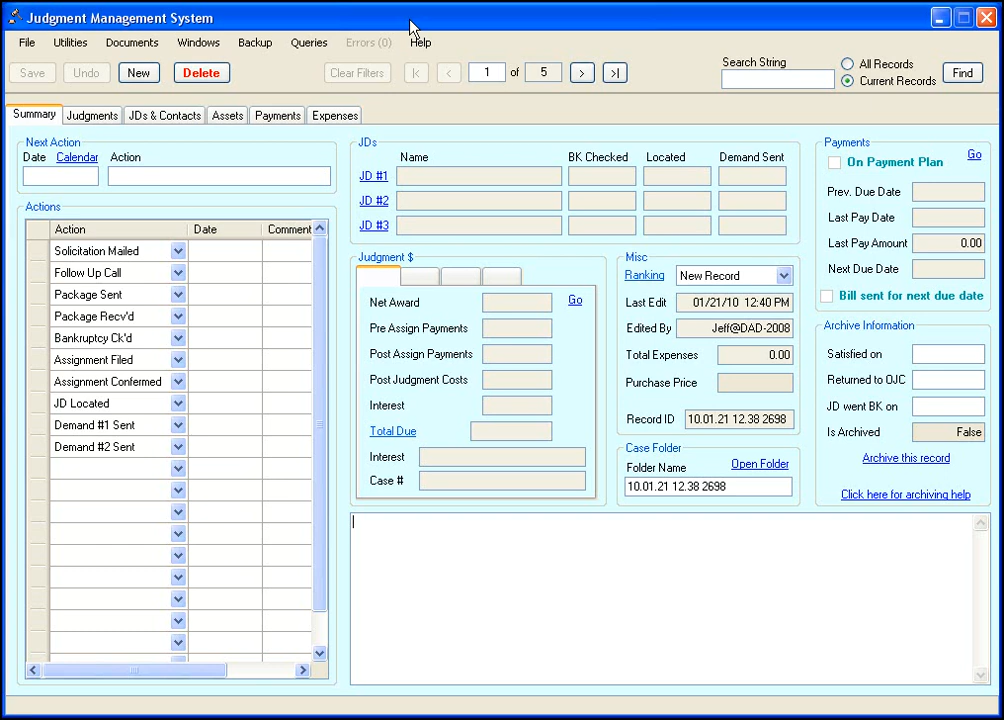 Judgment Management System
File Utilities Documents Windows Backup Queries Errors (0) Help
Save Undo New Delete Clear Filters |< < 1 of 5 > >| Search String All Records Current Records Find
Summary Judgments JDs & Contacts Assets Payments Expenses
Next Action
Date Calendar Action
Actions
Action Date Comment
Solicitation Mailed
Follow Up Call
Package Sent
Package Recv'd
Bankruptcy Ck'd
Assignment Filed
Assignment Confermed
JD Located
Demand #1 Sent
Demand #2 Sent
JDs
Name BK Checked Located Demand Sent
JD #1
JD #2
JD #3
Judgment $
Net Award Go
Pre Assign Payments
Post Assign Payments
Post Judgment Costs
Interest
Total Due
Interest
Case #
Misc
Ranking New Record
Last Edit 01/21/10 12:40 PM
Edited By Jeff@DAD-2008
Total Expenses 0.00
Purchase Price
Record ID 10.01.21 12.38 2698
Case Folder
Folder Name Open Folder
10.01.21 12.38 2698
Payments
On Payment Plan Go
Prev. Due Date
Last Pay Date
Last Pay Amount 0.00
Next Due Date
Bill sent for next due date
Archive Information
Satisfied on
Returned to OJC
JD went BK on
Is Archived False
Archive this record
Click here for archiving help